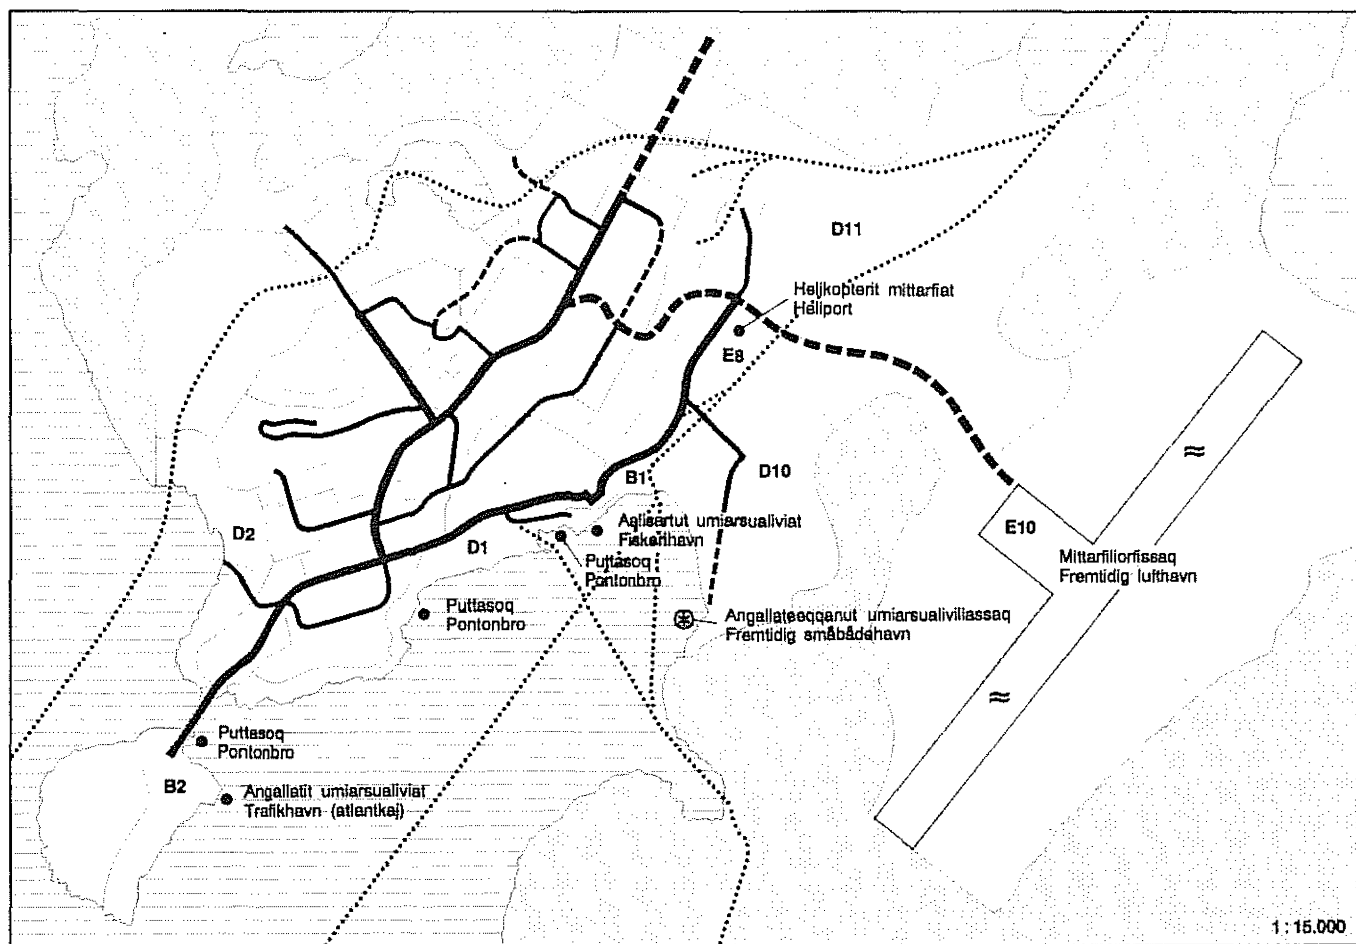 D11
Helikopterit mittarfiat
Heliport
E8
B1
D10
D2
D1
Aalisartut umiarsualiviat
Fiskerihavn
E10
Mittarfiliorfissaq
Fremtidig lufthavn
Puttasoq
Pontonbro
Puttasoq
Pontonbro
Angallateeqqanut umiarsualiviliassaq
Fremtidig småbådehavn
Puttasoq
Pontonbro
B2
Angallatit umiarsualiviat
Trafikhavn (atlantkaj)
1 : 15.000